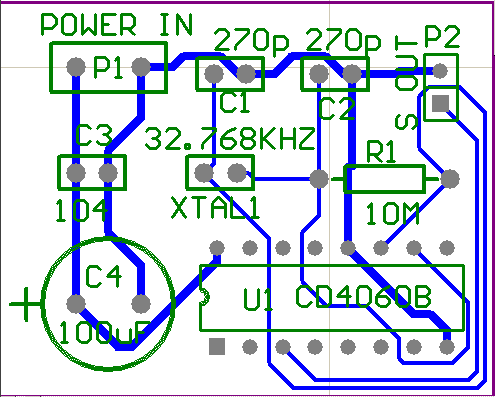 POWER IN
270p 270p
P2
P1
OUT
C1 C2
S
C3 32.768KHZ
R1
104 XTAL1 10M
C4
U1 CD4060B
100uF